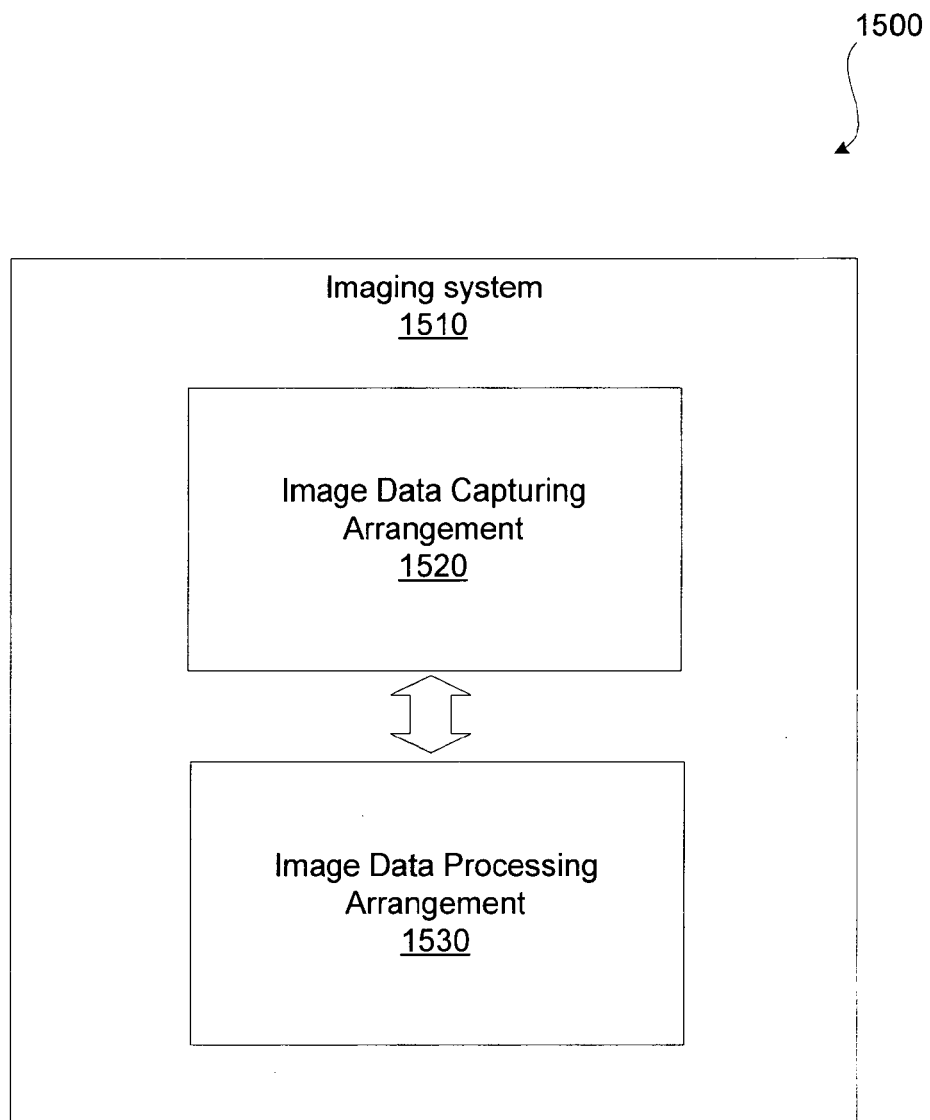 1500
Imaging system
1510
Image Data Capturing
Arrangement
1520
Image Data Processing
Arrangement
1530